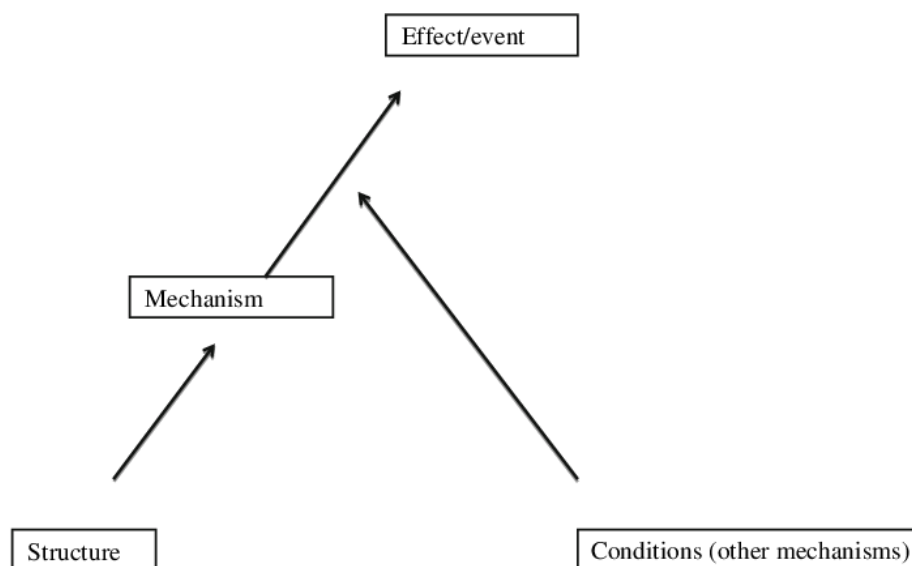 Effect/event
Mechanism
Structure
Conditions (other mechanisms)